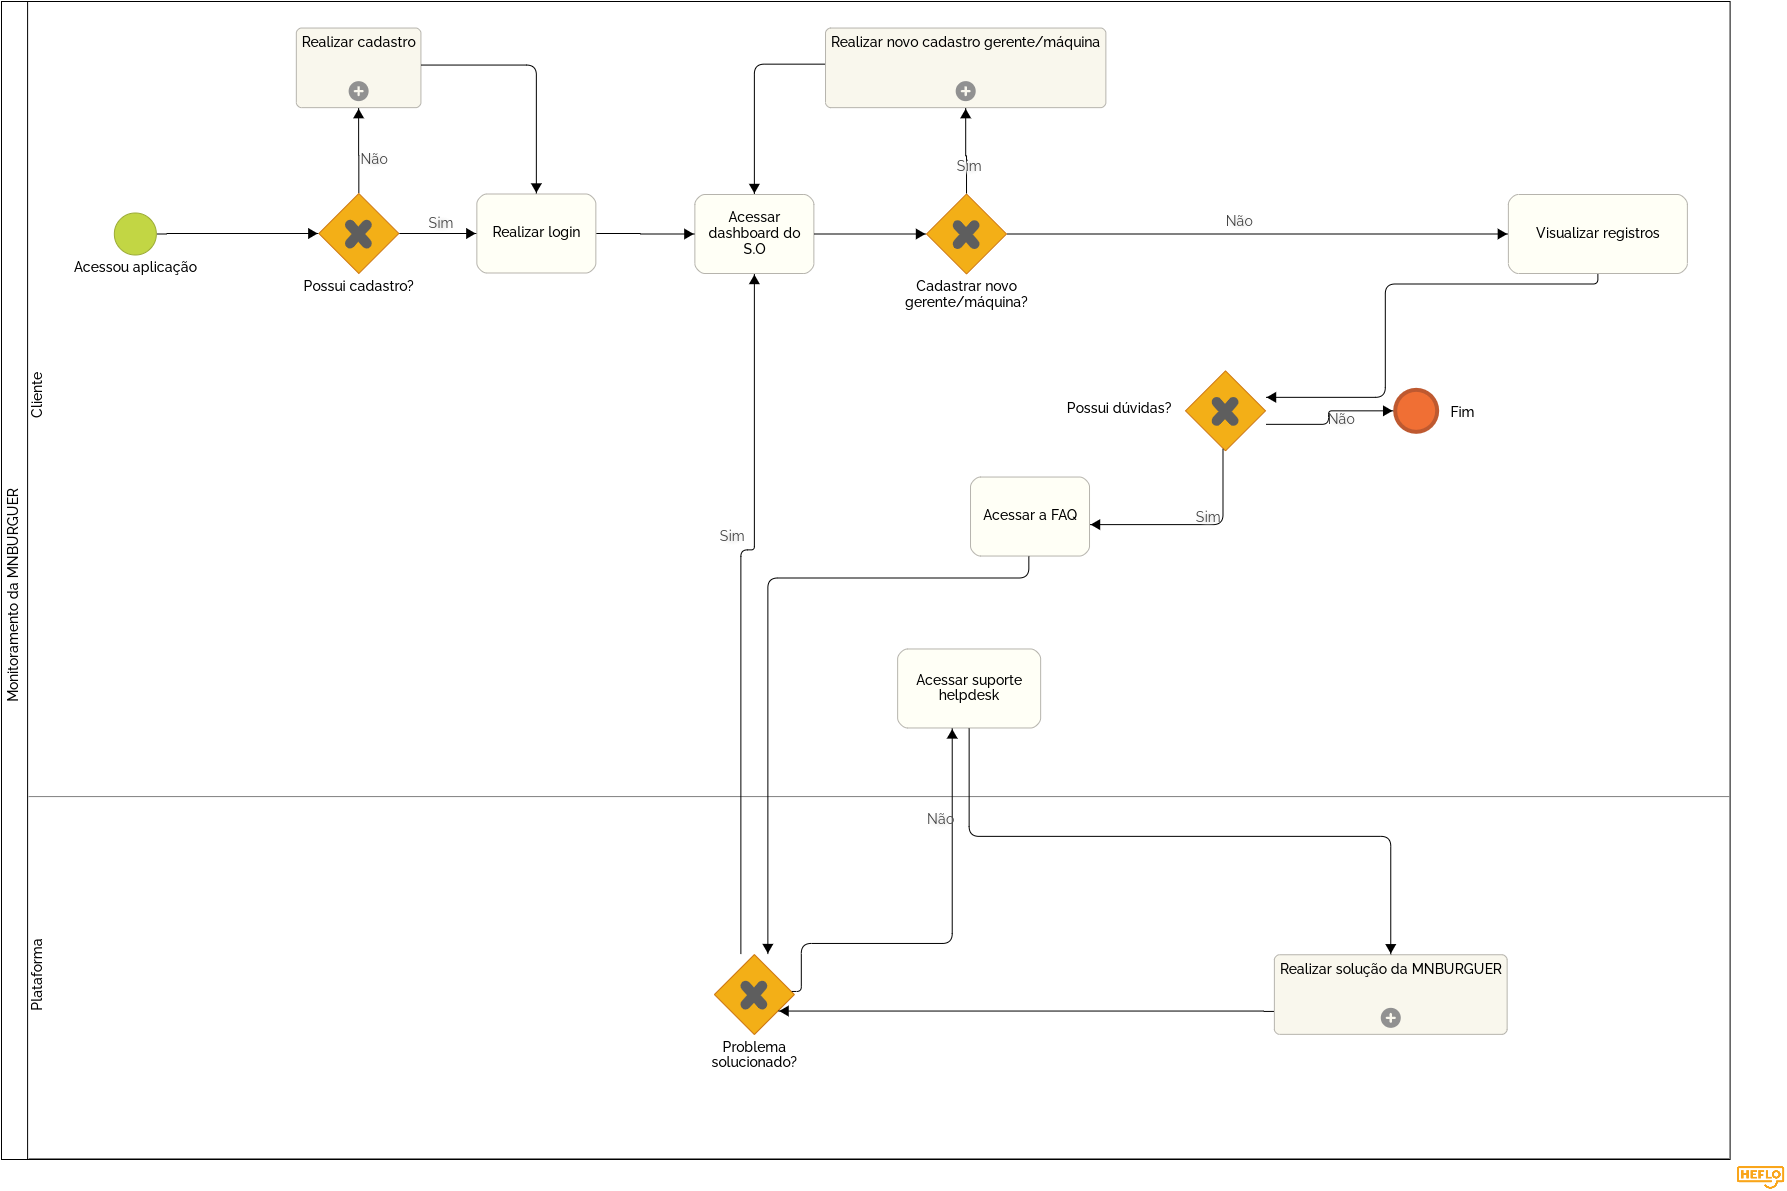 Monitoramento da MNBURGUER
Cliente
Realizar cadastro
Realizar novo cadastro gerente/máquina
Não
Sim
Acessou aplicação
Possui cadastro?
Sim
Realizar login
Acessar
dashboard do
S.O
Cadastrar novo
gerente/máquina?
Não
Visualizar registros
Possui dúvidas?
Não
Fim
Sim
Acessar a FAQ
Sim
Acessar suporte
helpdesk
Plataforma
Não
Problema
solucionado?
Realizar solução da MNBURGUER
HEFLO